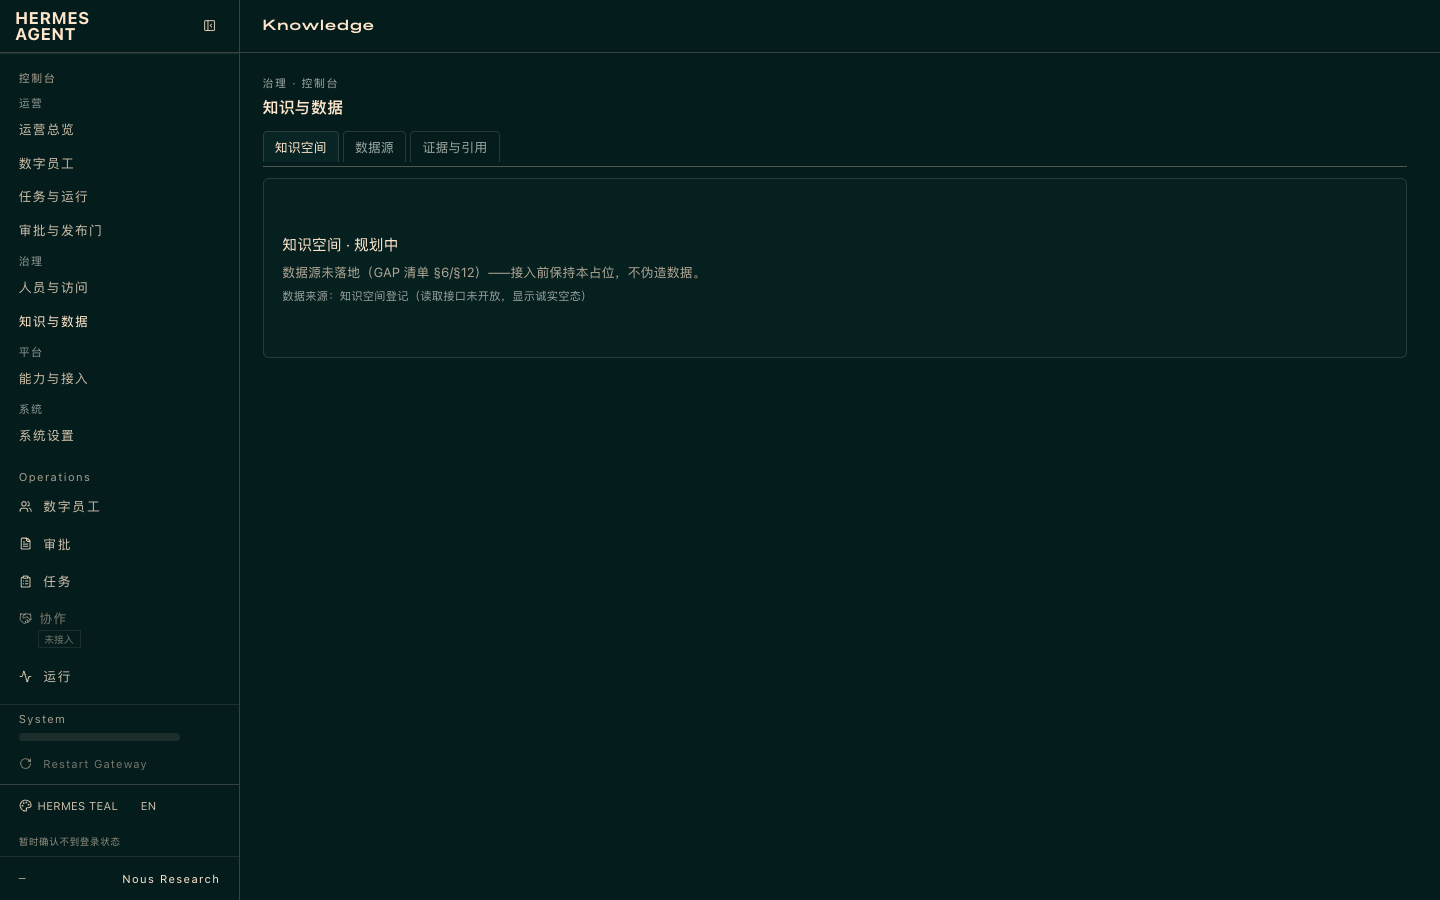 HERMES
AGENT
控制台
运营
运营总览
数字员工
任务与运行
审批与发布门
治理
人员与访问
知识与数据
平台
能力与接入
系统
系统设置
Operations
数字员工
审批
任务
协作
未接入
运行
System
Restart Gateway
HERMES TEAL EN
暂时确认不到登录状态
— Nous Research
Knowledge
治理 · 控制台
知识与数据
知识空间 数据源 证据与引用
知识空间 · 规划中
数据源未落地（GAP 清单 §6/§12）——接入前保持本占位，不伪造数据。
数据来源：知识空间登记（读取接口未开放，显示诚实空态）